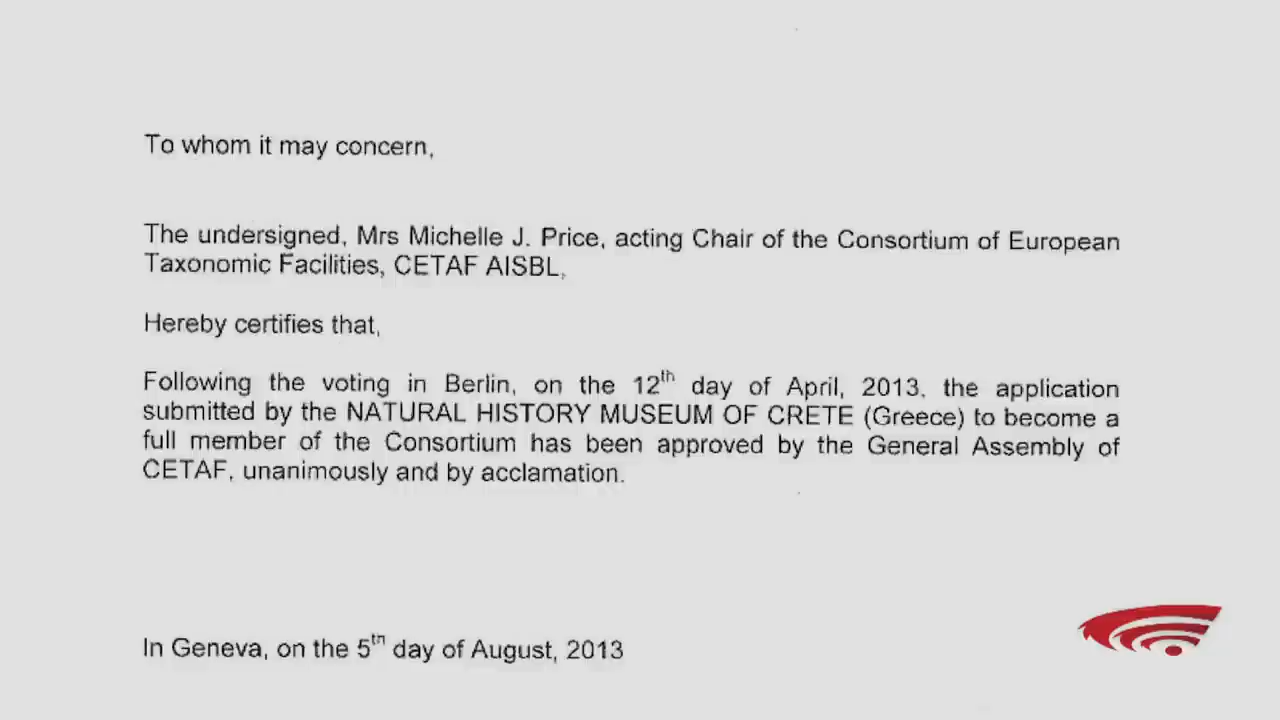 To whom it may concern,
The undersigned, Mrs Michelle J. Price, acting Chair of the Consortium of European
Taxonomic Facilities, CETAF AISBL,
Hereby certifies that,
Following the voting in Berlin, on the 12th day of April, 2013, the application
submitted by the NATURAL HISTORY MUSEUM OF CRETE (Greece) to become a
full member of the Consortium has been approved by the General Assembly of
CETAF, unanimously and by acclamation.
In Geneva, on the 5th day of August, 2013